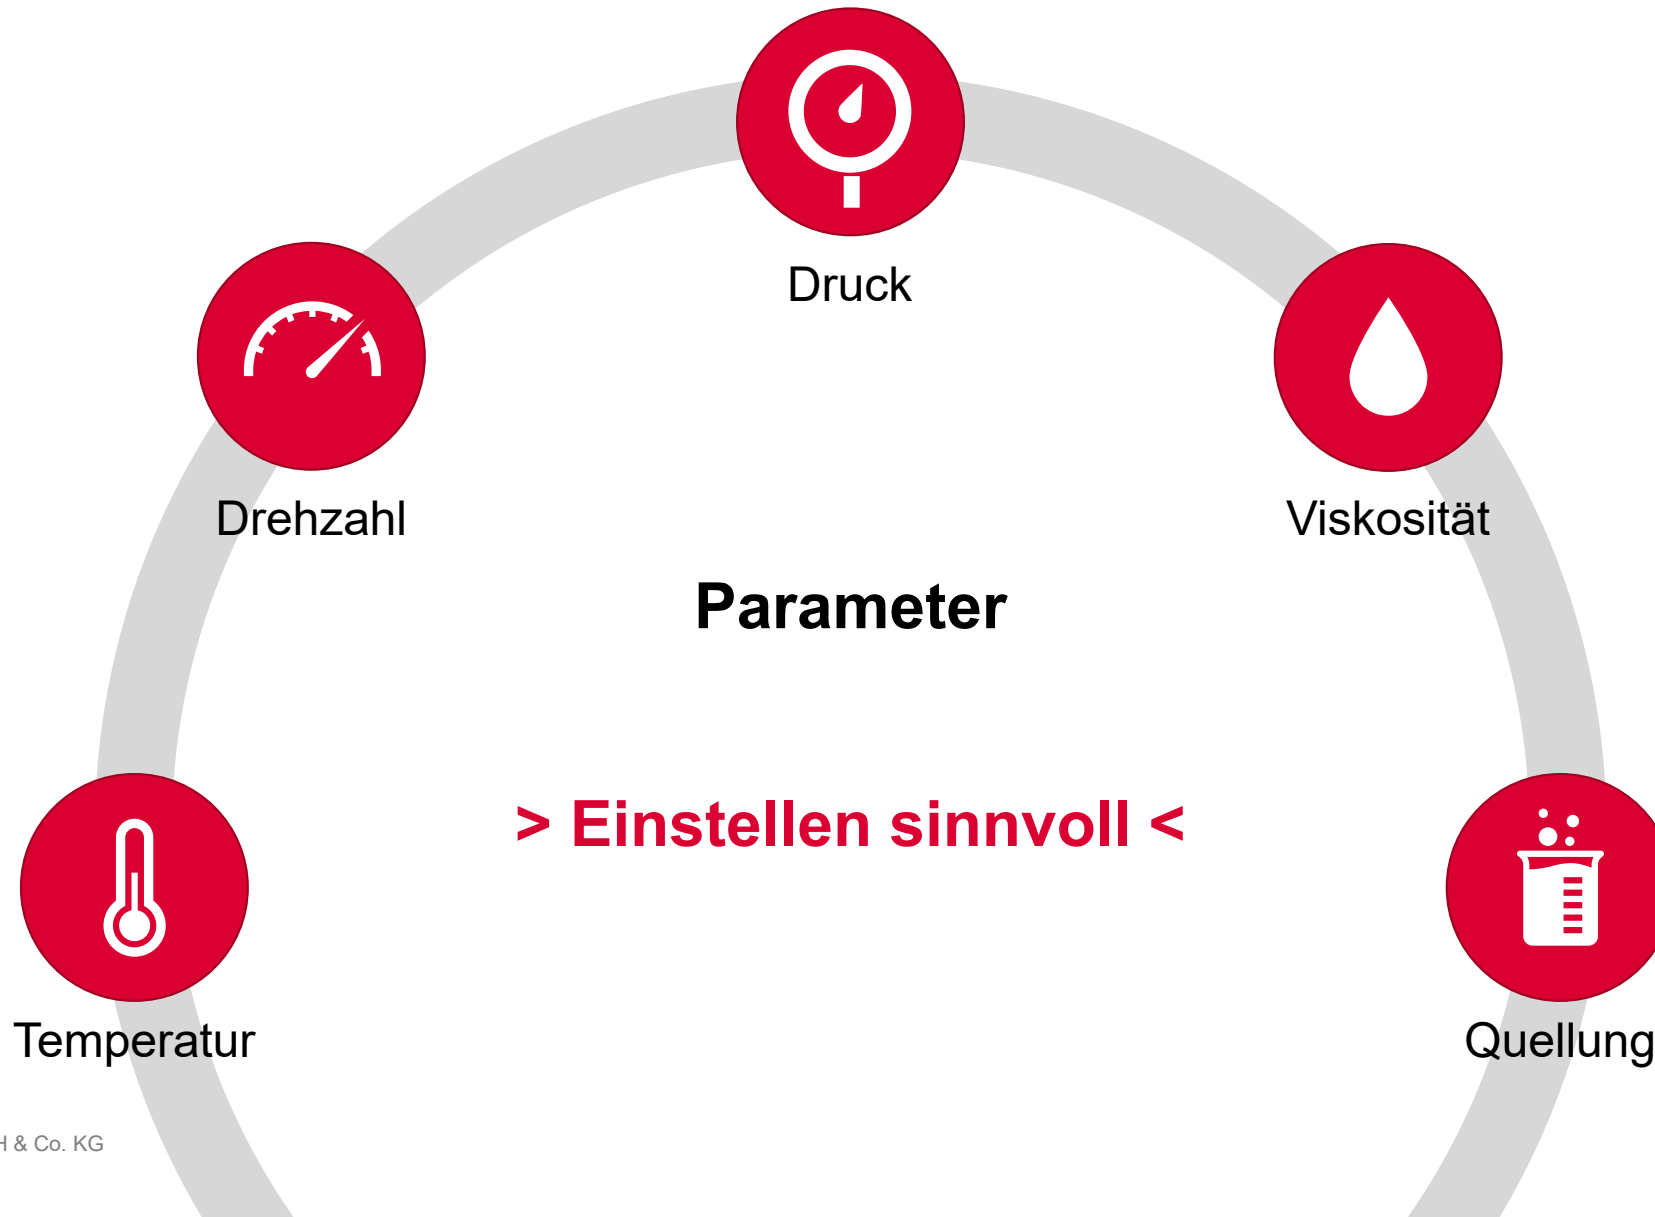 Druck
Drehzahl
Viskosität
Parameter
> Einstellen sinnvoll <
Temperatur
Quellung
H & Co. KG